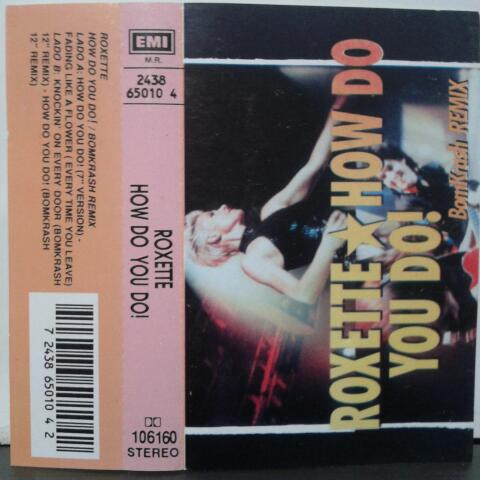 ROXETTE
HOW DO YOU DO! / BOMKRASH REMIX
LADO A: HOW DO YOU DO! (7" VERSION) -
FADING LIKE A FLOWER ( EVERY TIME YOU LEAVE)
LADO B: KNOCKIN' ON EVERY DOOR (BOMKRASH
12" REMIX) - HOW DO YOU DO! (BOMKRASH
12" REMIX)
7 2438 65010 4 2
EMI
M.R.
2438
65010 4
ROXETTE
HOW DO YOU DO!
106160
STEREO
ROXETTE ★ HOW DO
YOU DO!
BomKrash REMIX